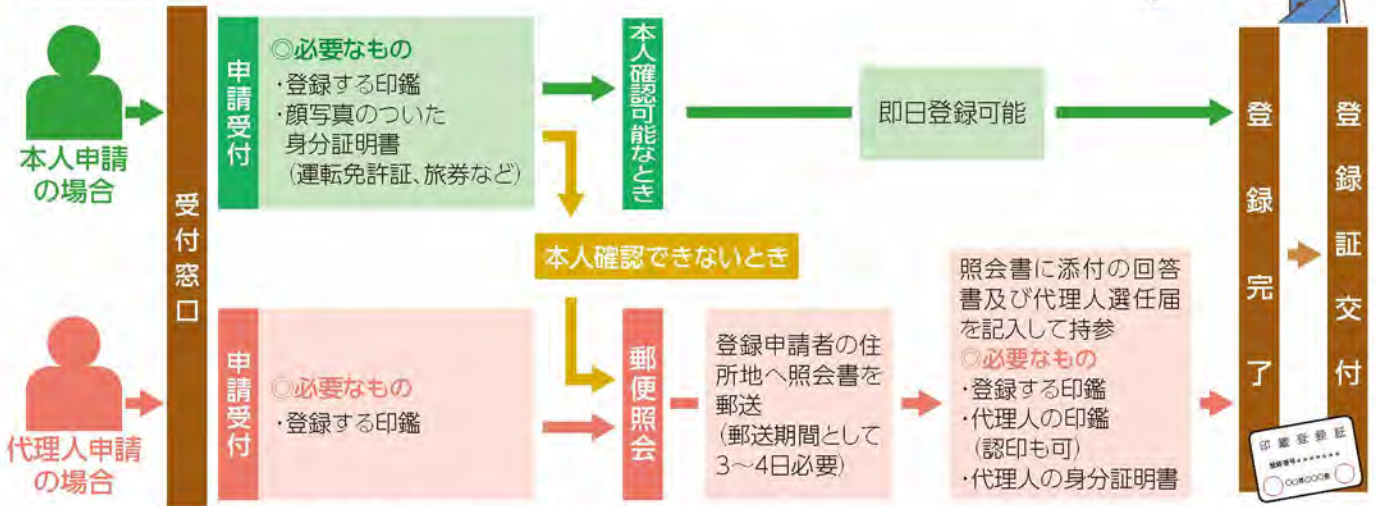 本人申請
の場合
受付窓口
申請受付
◎必要なもの
・登録する印鑑
・顔写真のついた
身分証明書
（運転免許証、旅券など）
本人確認可能なとき
即日登録可能
本人確認できないとき
代理人申請
の場合
申請受付
◎必要なもの
・登録する印鑑
郵便照会
登録申請者の住
所地へ照会書を
郵送
（郵送期間として
3〜4日必要）
照会書に添付の回答
書及び代理人選任届
を記入して持参
◎必要なもの
・登録する印鑑
・代理人の印鑑
（認印も可）
・代理人の身分証明書
登録完了
登録証交付
印鑑登録証